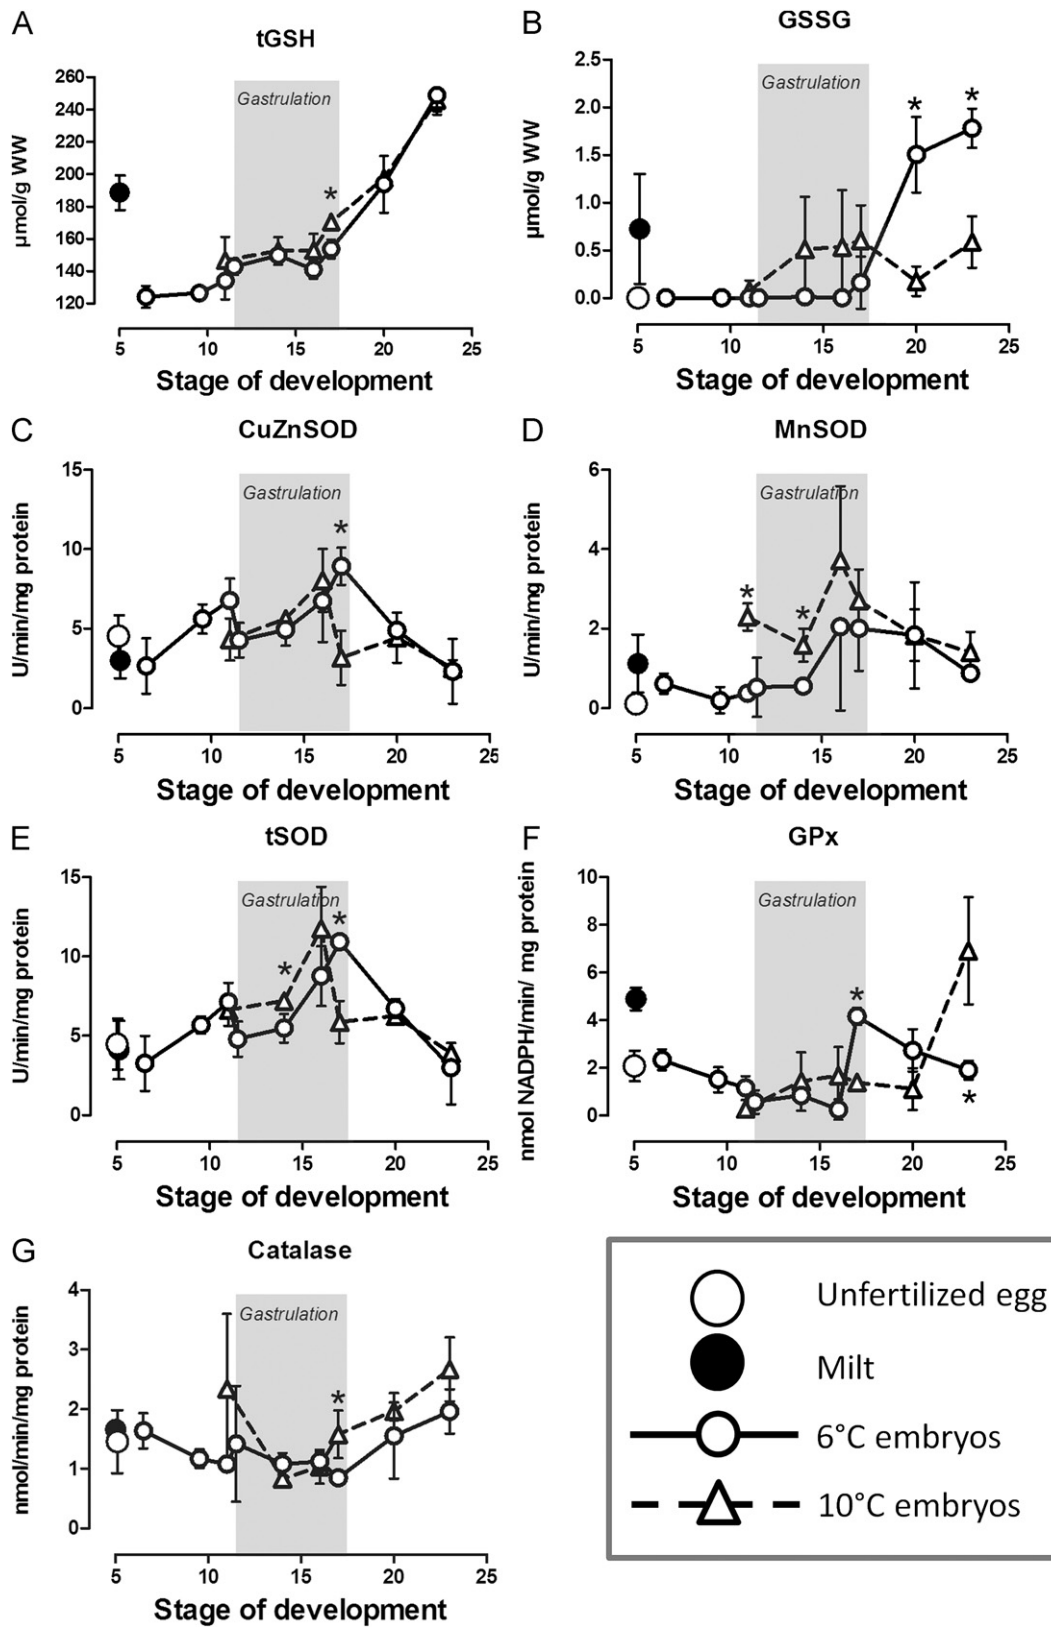 A
tGSH
260
240
220
200
180
160
140
120
µmol/g WW
Gastrulation
*
5 10 15 20 25
Stage of development
B
GSSG
2.5
2.0
1.5
1.0
0.5
0.0
µmol/g WW
Gastrulation
* *
5 10 15 20 25
Stage of development
C
CuZnSOD
15
10
5
0
U/min/mg protein
Gastrulation
*
5 10 15 20 25
Stage of development
D
MnSOD
6
4
2
0
U/min/mg protein
Gastrulation
* *
5 10 15 20 25
Stage of development
E
tSOD
15
10
5
0
U/min/mg protein
Gastrulation
* *
5 10 15 20 25
Stage of development
F
GPx
10
8
6
4
2
0
nmol NADPH/min/ mg protein
Gastrulation
* *
5 10 15 20 25
Stage of development
G
Catalase
4
3
2
1
0
nmol/min/mg protein
Gastrulation
*
5 10 15 20 25
Stage of development
Unfertilized egg
Milt
6°C embryos
10°C embryos